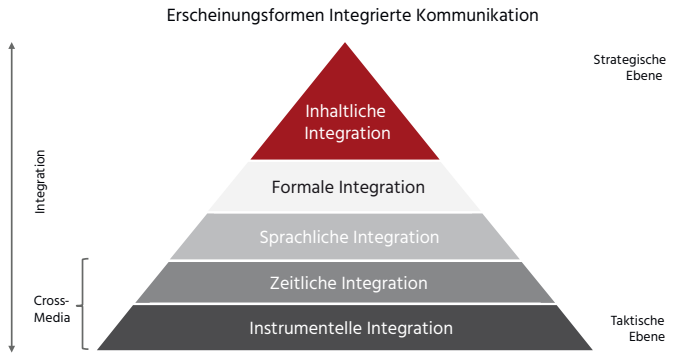 Erscheinungsformen Integrierte Kommunikation
Strategische
Ebene
Inhaltliche
Integration
Integration
Formale Integration
Sprachliche Integration
Zeitliche Integration
Cross-
Media
Instrumentelle Integration
Taktische
Ebene